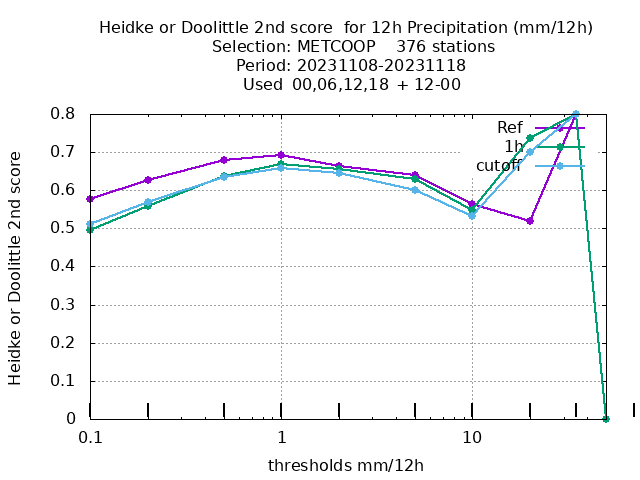 Heidke or Doolittle 2nd score  for 12h Precipitation (mm/12h)
Selection: METCOOP    376 stations
Period: 20231108-20231118
Used  00,06,12,18 + 12-00
Heidke or Doolittle 2nd score
0.8
0.7
0.6
0.5
0.4
0.3
0.2
0.1
0
Ref
1h
cutoff
0.1
1
10
thresholds mm/12h